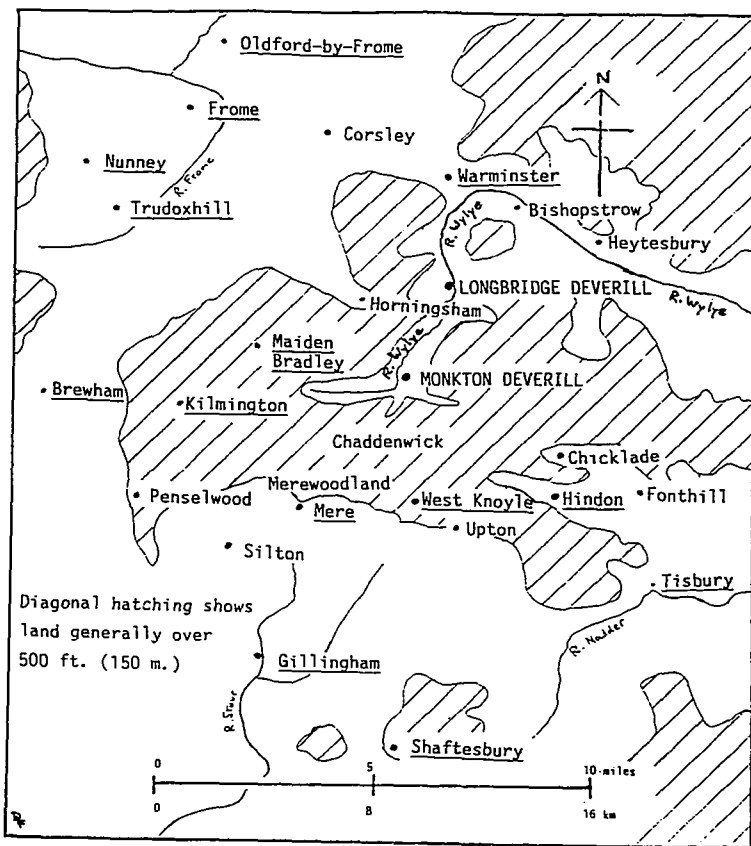 Oldford-by-Frome
N
Frome
Corsley
Nunney
Warminster
R. Frome
Trudoxhill
Bishopstrow
R. Wylye
Heytesbury
LONGBRIDGE DEVERILL
R. Wylye
Horningsham
Maiden
Bradley
R. Wylye
MONKTON DEVERILL
Brewham
Kilmington
Chaddenwick
Chicklade
Merewoodland
Penselwood
West Knoyle
Hindon
Fonthill
Mere
Upton
Silton
Tisbury
Diagonal hatching shows
land generally over
500 ft. (150 m.)
R. Nadder
Gillingham
R. Stour
Shaftesbury
0 5 10 miles
0 8 16 km